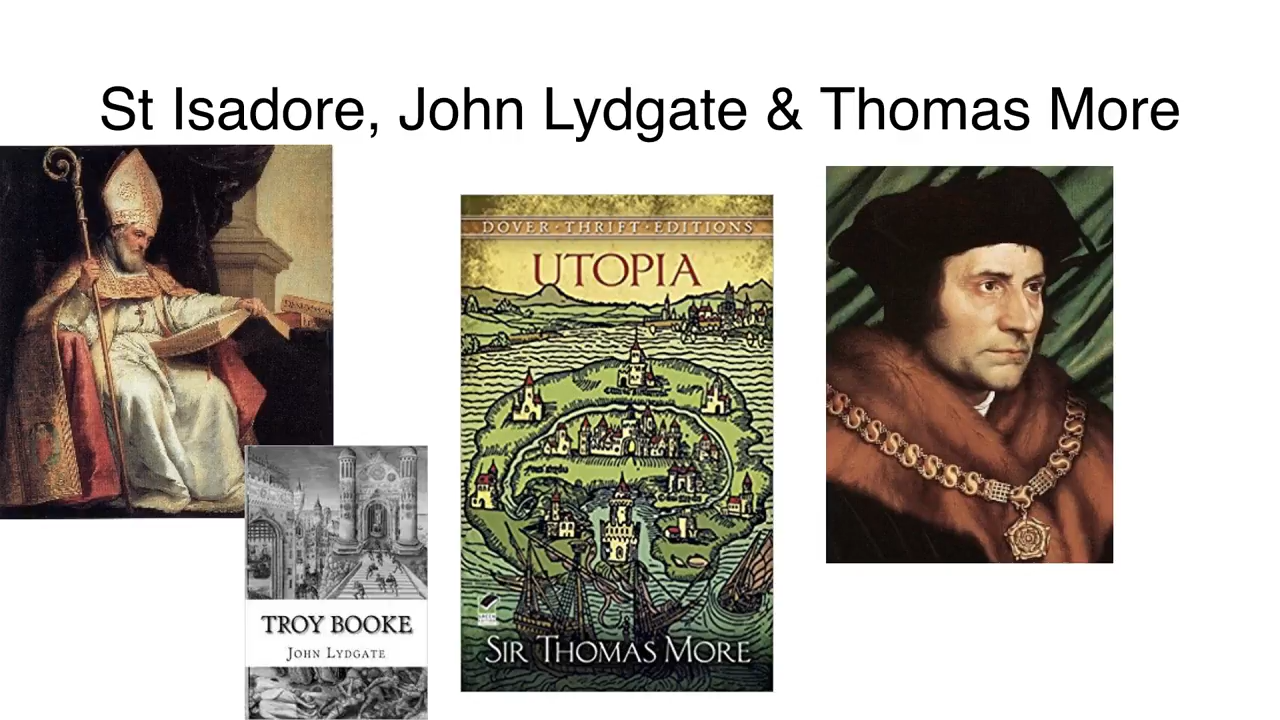 St Isadore, John Lydgate & Thomas More
DOVER · THRIFT · EDITIONS
UTOPIA
TROY BOOKE
JOHN LYDGATE
SIR THOMAS MORE